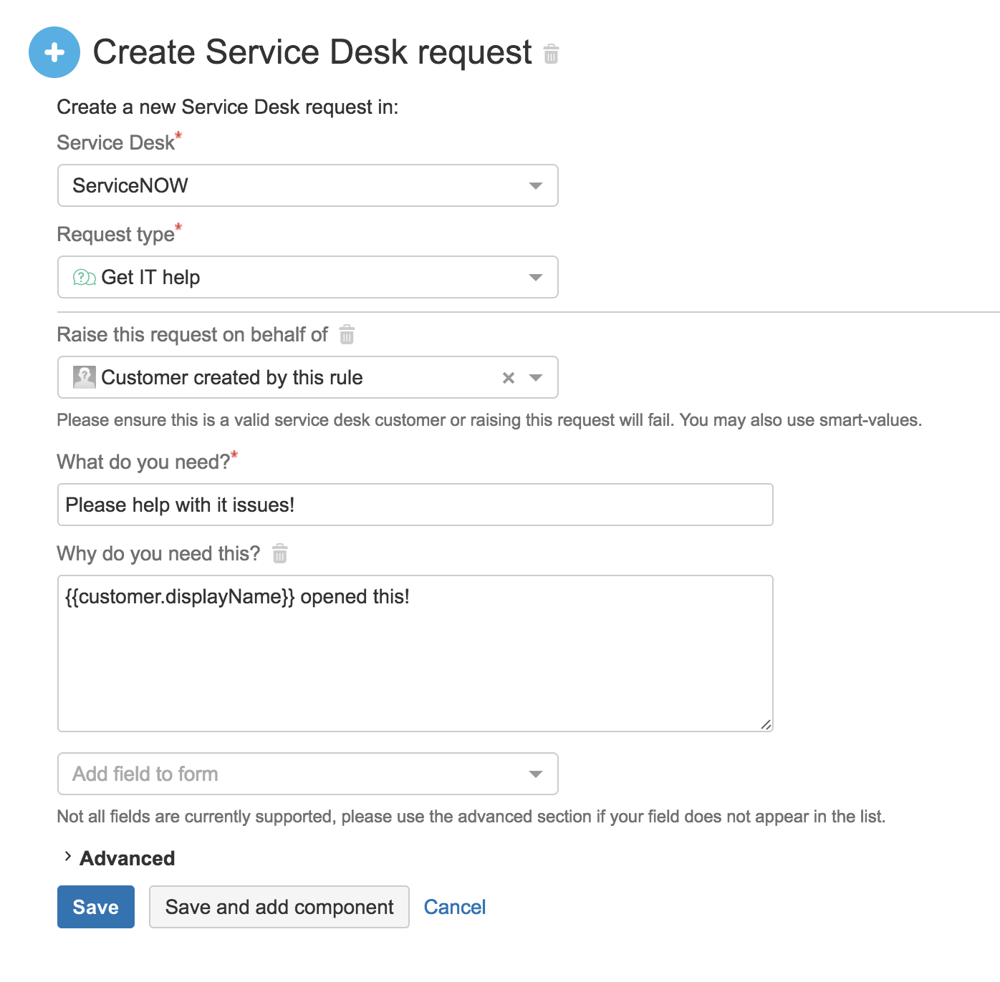 Create Service Desk request
Create a new Service Desk request in:
Service Desk*
ServiceNOW
Request type*
Get IT help
Raise this request on behalf of
Customer created by this rule
Please ensure this is a valid service desk customer or raising this request will fail. You may also use smart-values.
What do you need?*
Please help with it issues!
Why do you need this?
{{customer.displayName}} opened this!
Add field to form
Not all fields are currently supported, please use the advanced section if your field does not appear in the list.
Advanced
Save Save and add component Cancel